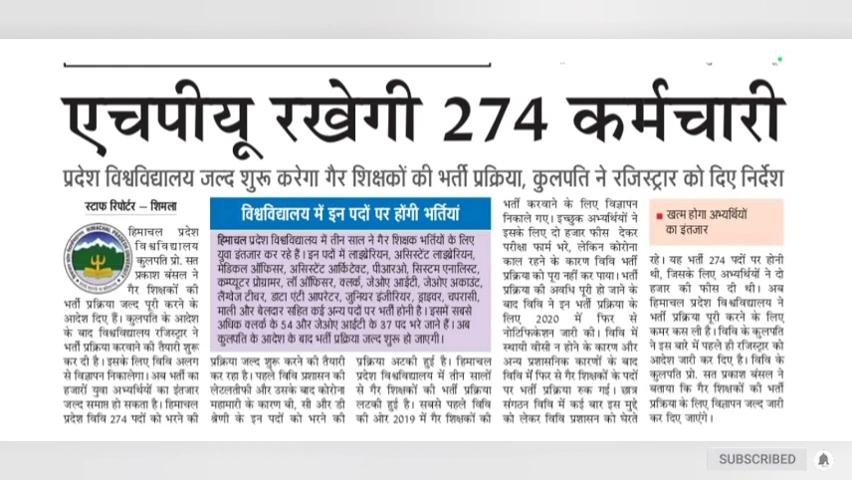 एचपीयू रखेगी 274 कर्मचारी
प्रदेश विश्वविद्यालय जल्द शुरू करेगा गैर शिक्षकों की भर्ती प्रक्रिया, कुलपति ने रजिस्ट्रार को दिए निर्देश
स्टाफ रिपोर्टर – शिमला
हिमाचल प्रदेश
विश्वविद्यालय
कुलपति प्रो. सत
प्रकाश बंसल ने
गैर शिक्षकों की
भर्ती प्रक्रिया जल्द पूरी करने के
आदेश दिए हैं। कुलपति के आदेश
के बाद विश्वविद्यालय रजिस्ट्रार ने
भर्ती प्रक्रिया करवाने की तैयारी शुरू
कर दी है। इसके लिए विवि अलग
से विज्ञापन निकालेगा। अब भर्ती का
हजारों युवा अभ्यर्थियों का इंतजार
जल्द समाप्त हो सकता है। हिमाचल
प्रदेश विवि 274 पदों को भरने की
विश्वविद्यालय में इन पदों पर होंगी भर्तियां
हिमाचल प्रदेश विश्वविद्यालय में तीन साल ने गैर शिक्षक भर्तियों के लिए
युवा इंतजार कर रहे हैं। इन पदों में लाइब्रेरियन, असिस्टेंट लाइब्रेरियन,
मेडिकल ऑफिसर, असिस्टेंट आर्किटेक्ट, पीआरओ, सिस्टम एनालिस्ट,
कम्प्यूटर प्रोग्रामर, लॉ ऑफिसर, क्लर्क, जेओए आईटी, जेओए अकाउंट,
लैंग्वेज टीचर, डाटा एंटी आपरेटर, जूनियर इंजीरियर, ड्राइवर, चपरासी,
माली और बेलदार सहित कई अन्य पदों पर भर्ती होनी है। इसमें सबसे
अधिक क्लर्क के 54 और जेओए आईटी के 37 पद भरे जाने हैं। अब
कुलपति के आदेश के बाद भर्ती प्रक्रिया जल्द शुरू हो जाएगी।
प्रक्रिया जल्द शुरू करने की तैयारी
कर रहा है। पहले विवि प्रशासन की
लेटलतीफी और उसके बाद कोरोना
महामारी के कारण बी, सी और डी
श्रेणी के इन पदों को भरने की
प्रक्रिया अटकी हुई है। हिमाचल
प्रदेश विश्वविद्यालय में तीन सालों
से गैर शिक्षकों की भर्ती प्रक्रिया
लटकी हुई है। सबसे पहले विवि
की ओर 2019 में गैर शिक्षकों की
भर्ती करवाने के लिए विज्ञापन
निकाले गए। इच्छुक अभ्यर्थियों ने
इसके लिए दो हजार फीस देकर
परीक्षा फार्म भरे, लेकिन कोरोना
काल रहने के कारण विवि भर्ती
प्रक्रिया को पूरा नहीं कर पाया। भर्ती
प्रक्रिया की अवधि पूरी हो जाने के
बाद विवि ने इन भर्ती प्रक्रिया के
लिए 2020 में फिर से
नोटिफिकेशन जारी की। विवि में
स्थायी वीसी न होने के कारण और
अन्य प्रशासनिक कारणों के बाद
विवि में फिर से गैर शिक्षकों के पदों
पर भर्ती प्रक्रिया रुक गई। छात्र
संगठन विवि में कई बार इस मुद्दे
को लेकर विवि प्रशासन को घेरते
खत्म होगा अभ्यर्थियों
का इंतजार
रहे। यह भर्ती 274 पदों पर होनी
थी, जिसके लिए अभ्यर्थियों ने दो
हजार की फीस दी थी। अब
हिमाचल प्रदेश विश्वविद्यालय ने
भर्ती प्रक्रिया पूरी करने के लिए
कमर कस ली है। विवि के कुलपति
ने इस बारे में पहले ही रजिस्टार को
आदेश जारी कर दिए है। विवि के
कुलपति प्रो. सत प्रकाश बंसल ने
बताया कि गैर शिक्षकों की भर्ती
प्रक्रिया के लिए विज्ञापन जल्द जारी
कर दिए जाएंगे।
SUBSCRIBED